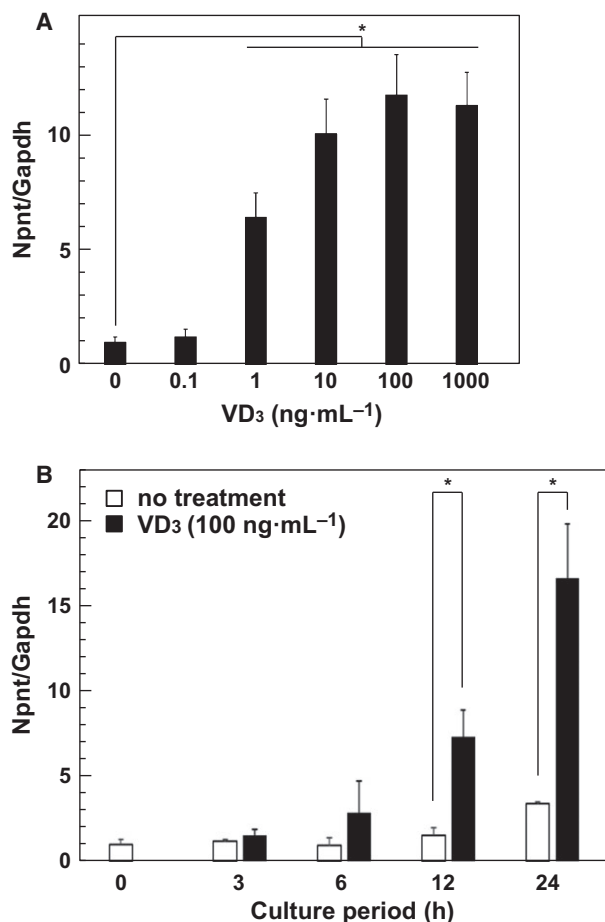 A
*
Npnt/Gapdh
10
5
0
0 0.1 1 10 100 1000
VD₃ (ng·mL⁻¹)
B
* *
no treatment
VD₃ (100 ng·mL⁻¹)
Npnt/Gapdh
20
15
10
5
0
0 3 6 12 24
Culture period (h)